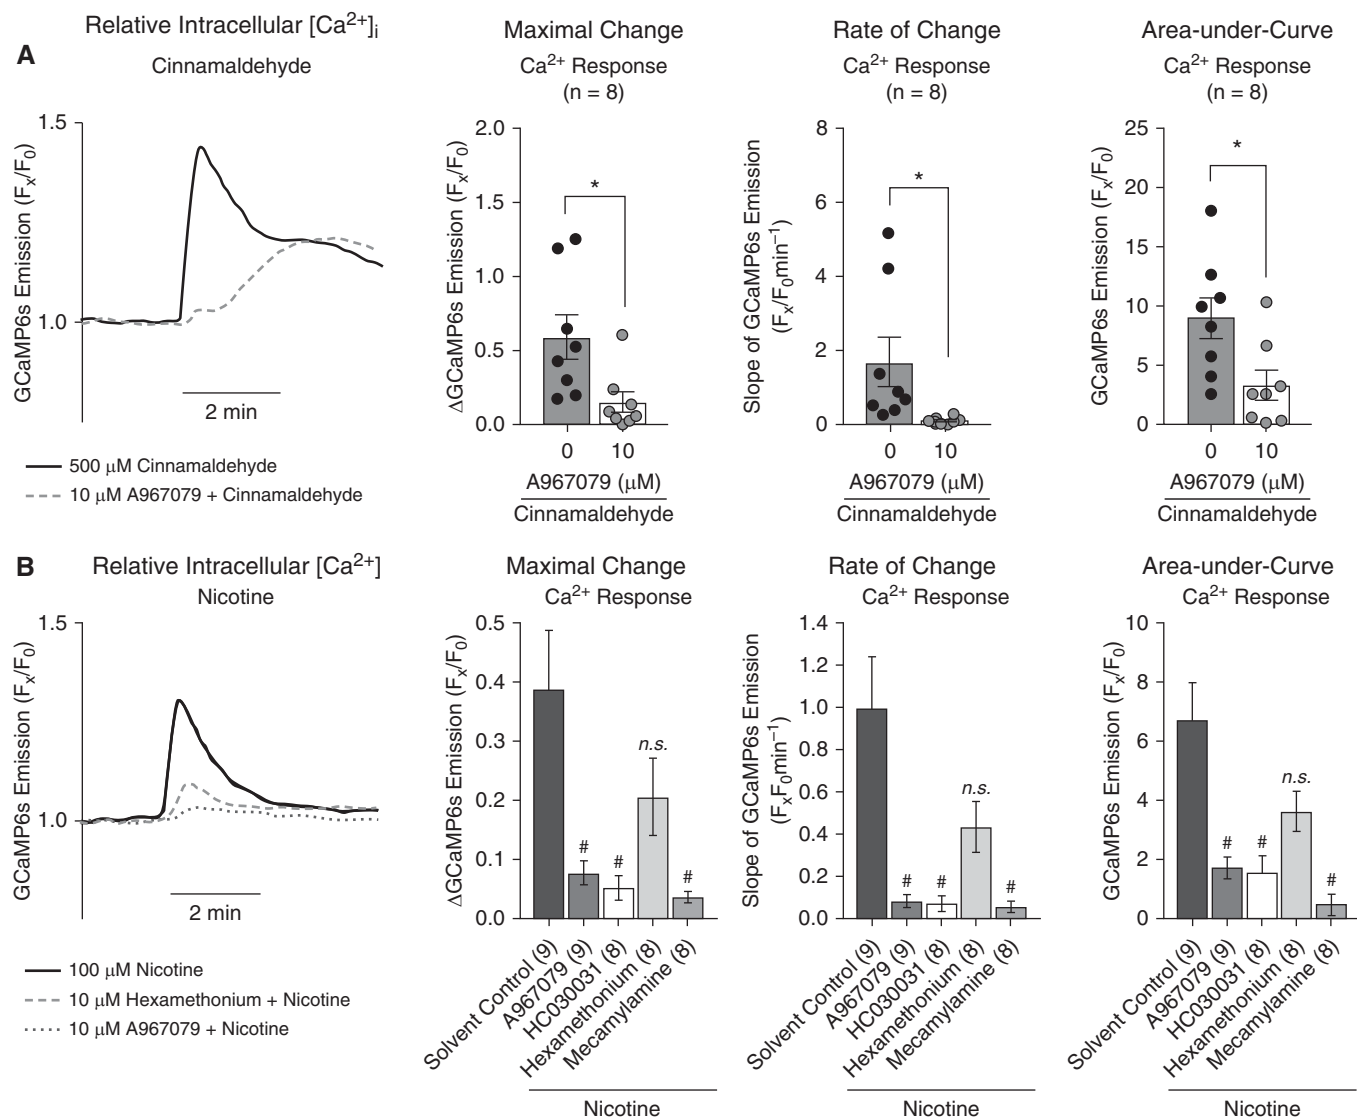 A
Relative Intracellular [Ca2+]i
Cinnamaldehyde
GCaMP6s Emission (Fx/F0)
1.5
1.0
2 min
500 μM Cinnamaldehyde
10 μM A967079 + Cinnamaldehyde
Maximal Change
Ca2+ Response
(n = 8)
ΔGCaMP6s Emission (Fx/F0)
2.0
1.5
1.0
0.5
0.0
*
0 10
A967079 (μM)
Cinnamaldehyde
Rate of Change
Ca2+ Response
(n = 8)
Slope of GCaMP6s Emission
(Fx/F0min−1)
8
6
4
2
0
*
0 10
A967079 (μM)
Cinnamaldehyde
Area-under-Curve
Ca2+ Response
(n = 8)
GCaMP6s Emission (Fx/F0)
25
20
15
10
5
0
*
0 10
A967079 (μM)
Cinnamaldehyde
B
Relative Intracellular [Ca2+]
Nicotine
GCaMP6s Emission (Fx/F0)
1.5
1.0
2 min
100 μM Nicotine
10 μM Hexamethonium + Nicotine
10 μM A967079 + Nicotine
Maximal Change
Ca2+ Response
ΔGCaMP6s Emission (Fx/F0)
0.5
0.4
0.3
0.2
0.1
0.0
# # n.s. #
Solvent Control (9)
A967079 (9)
HC030031 (8)
Hexamethonium (8)
Mecamylamine (8)
Nicotine
Rate of Change
Ca2+ Response
Slope of GCaMP6s Emission
(FxF0min−1)
1.4
1.2
1.0
0.8
0.6
0.4
0.2
0.0
# # n.s. #
Solvent Control (9)
A967079 (9)
HC030031 (8)
Hexamethonium (8)
Mecamylamine (8)
Nicotine
Area-under-Curve
Ca2+ Response
GCaMP6s Emission (Fx/F0)
10
8
6
4
2
0
# # n.s. #
Solvent Control (9)
A967079 (9)
HC030031 (8)
Hexamethonium (8)
Mecamylamine (8)
Nicotine